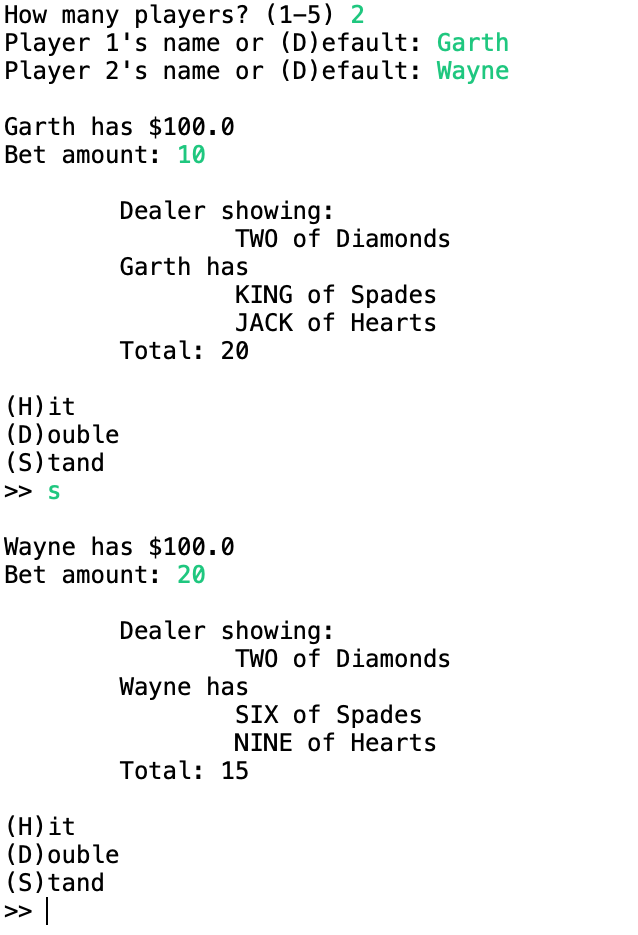 How many players? (1–5) 2
Player 1's name or (D)efault: Garth
Player 2's name or (D)efault: Wayne
Garth has $100.0
Bet amount: 10
Dealer showing:
TWO of Diamonds
Garth has
KING of Spades
JACK of Hearts
Total: 20
(H)it
(D)ouble
(S)tand
>> s
Wayne has $100.0
Bet amount: 20
Dealer showing:
TWO of Diamonds
Wayne has
SIX of Spades
NINE of Hearts
Total: 15
(H)it
(D)ouble
(S)tand
>>